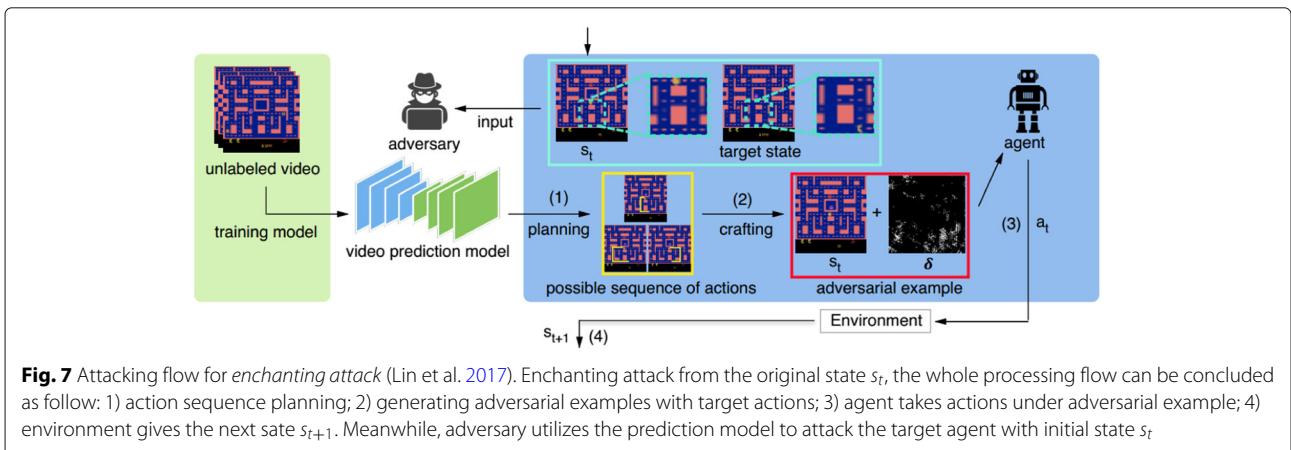 unlabeled video
training model
adversary
input
video prediction model
s_t
target state
agent
(1)
planning
(2)
crafting
possible sequence of actions
s_t
+
δ
adversarial example
(3)
a_t
Environment
s_{t+1}
(4)
Fig. 7 Attacking flow for enchanting attack (Lin et al. 2017). Enchanting attack from the original state s_t, the whole processing flow can be concluded
as follow: 1) action sequence planning; 2) generating adversarial examples with target actions; 3) agent takes actions under adversarial example; 4)
environment gives the next sate s_{t+1}. Meanwhile, adversary utilizes the prediction model to attack the target agent with initial state s_t